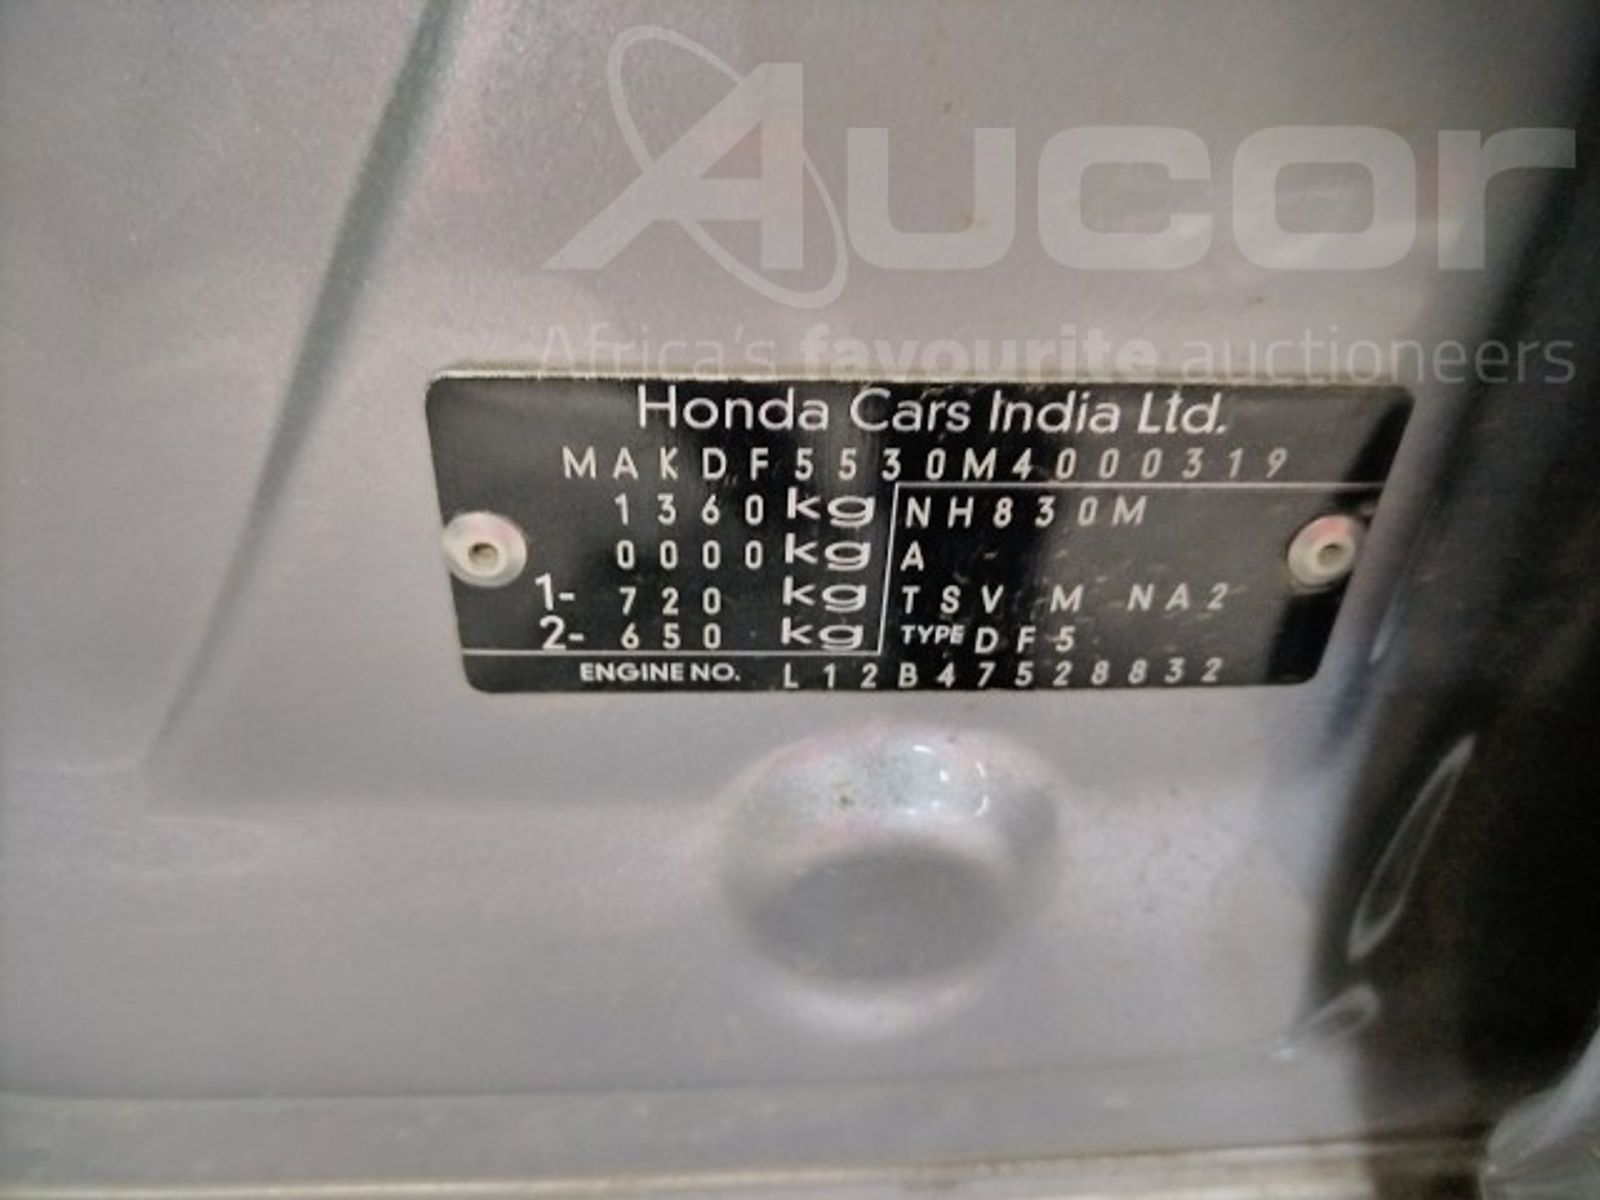 Aucor
Africa's favourite auctioneers
Honda Cars India Ltd.
MAKDF5530M4000319
1360kg NH830M
0000kg A
1- 720 kg TSV M NA2
2- 650 kg TYPE DF5
ENGINE NO. L12B47528832